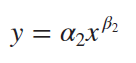 y = α₂x^β₂